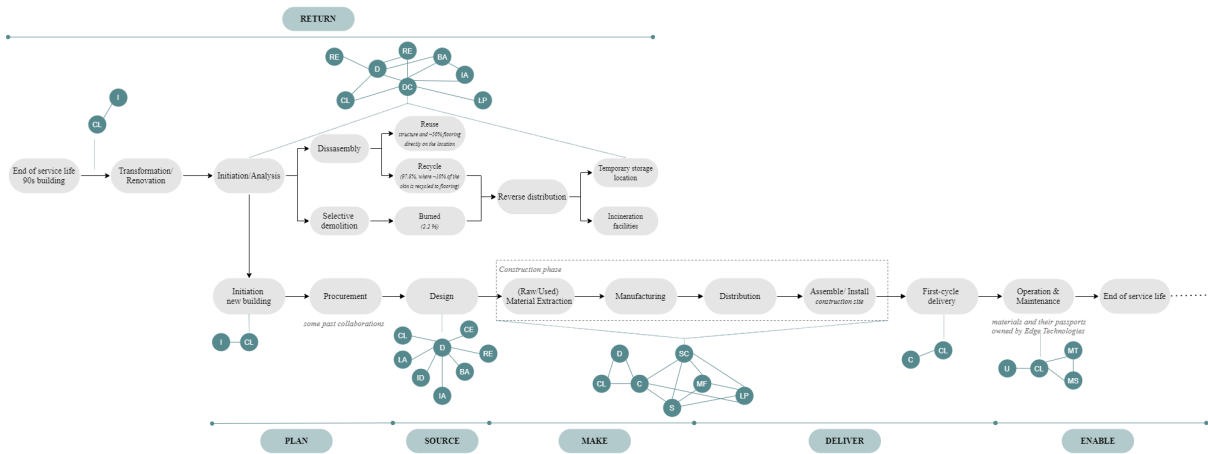 RETURN
RE
RE
BA
D
IA
DC
CL
LP
I
CL
End of service life
90s building
Transformation/
Renovation
Initiation/Analysis
Dissasembly
Reuse
structure and ~50% flooring
directly on the location
Recycle
(97.8%, where ~10% of the
skin is recycled to flooring)
Selective
demolition
Burned
(2.2 %)
Reverse distribution
Temporary storage
location
Incineration
facilities
Construction phase
Initiation
new building
Procurement
Design
(Raw/Used)
Material Extraction
Manufacturing
Distribution
Assemble/ Install
construction site
First-cycle
delivery
Operation &
Maintenance
End of service life
some past collaborations
materials and their passports
owned by Edge Technologies
I
CL
CL
CE
D
LA
RE
ID
BA
IA
D
SC
CL
C
MF
LP
S
C
CL
MT
U
CL
MS
PLAN
SOURCE
MAKE
DELIVER
ENABLE